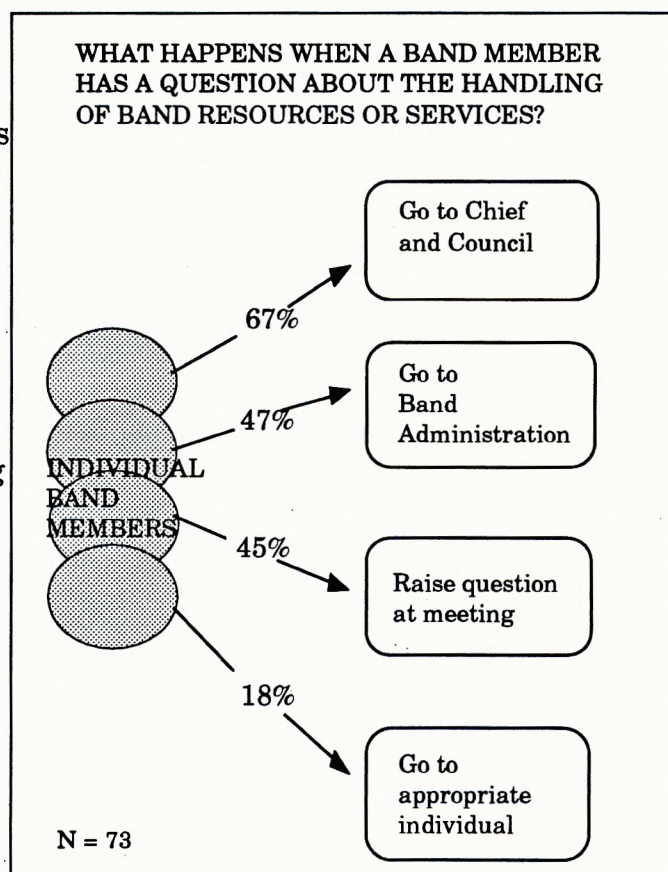 WHAT HAPPENS WHEN A BAND MEMBER
HAS A QUESTION ABOUT THE HANDLING
OF BAND RESOURCES OR SERVICES?
Go to Chief
and Council
67%
Go to
Band
Administration
47%
INDIVIDUAL
BAND
MEMBERS
45%
Raise question
at meeting
18%
Go to
appropriate
individual
N = 73